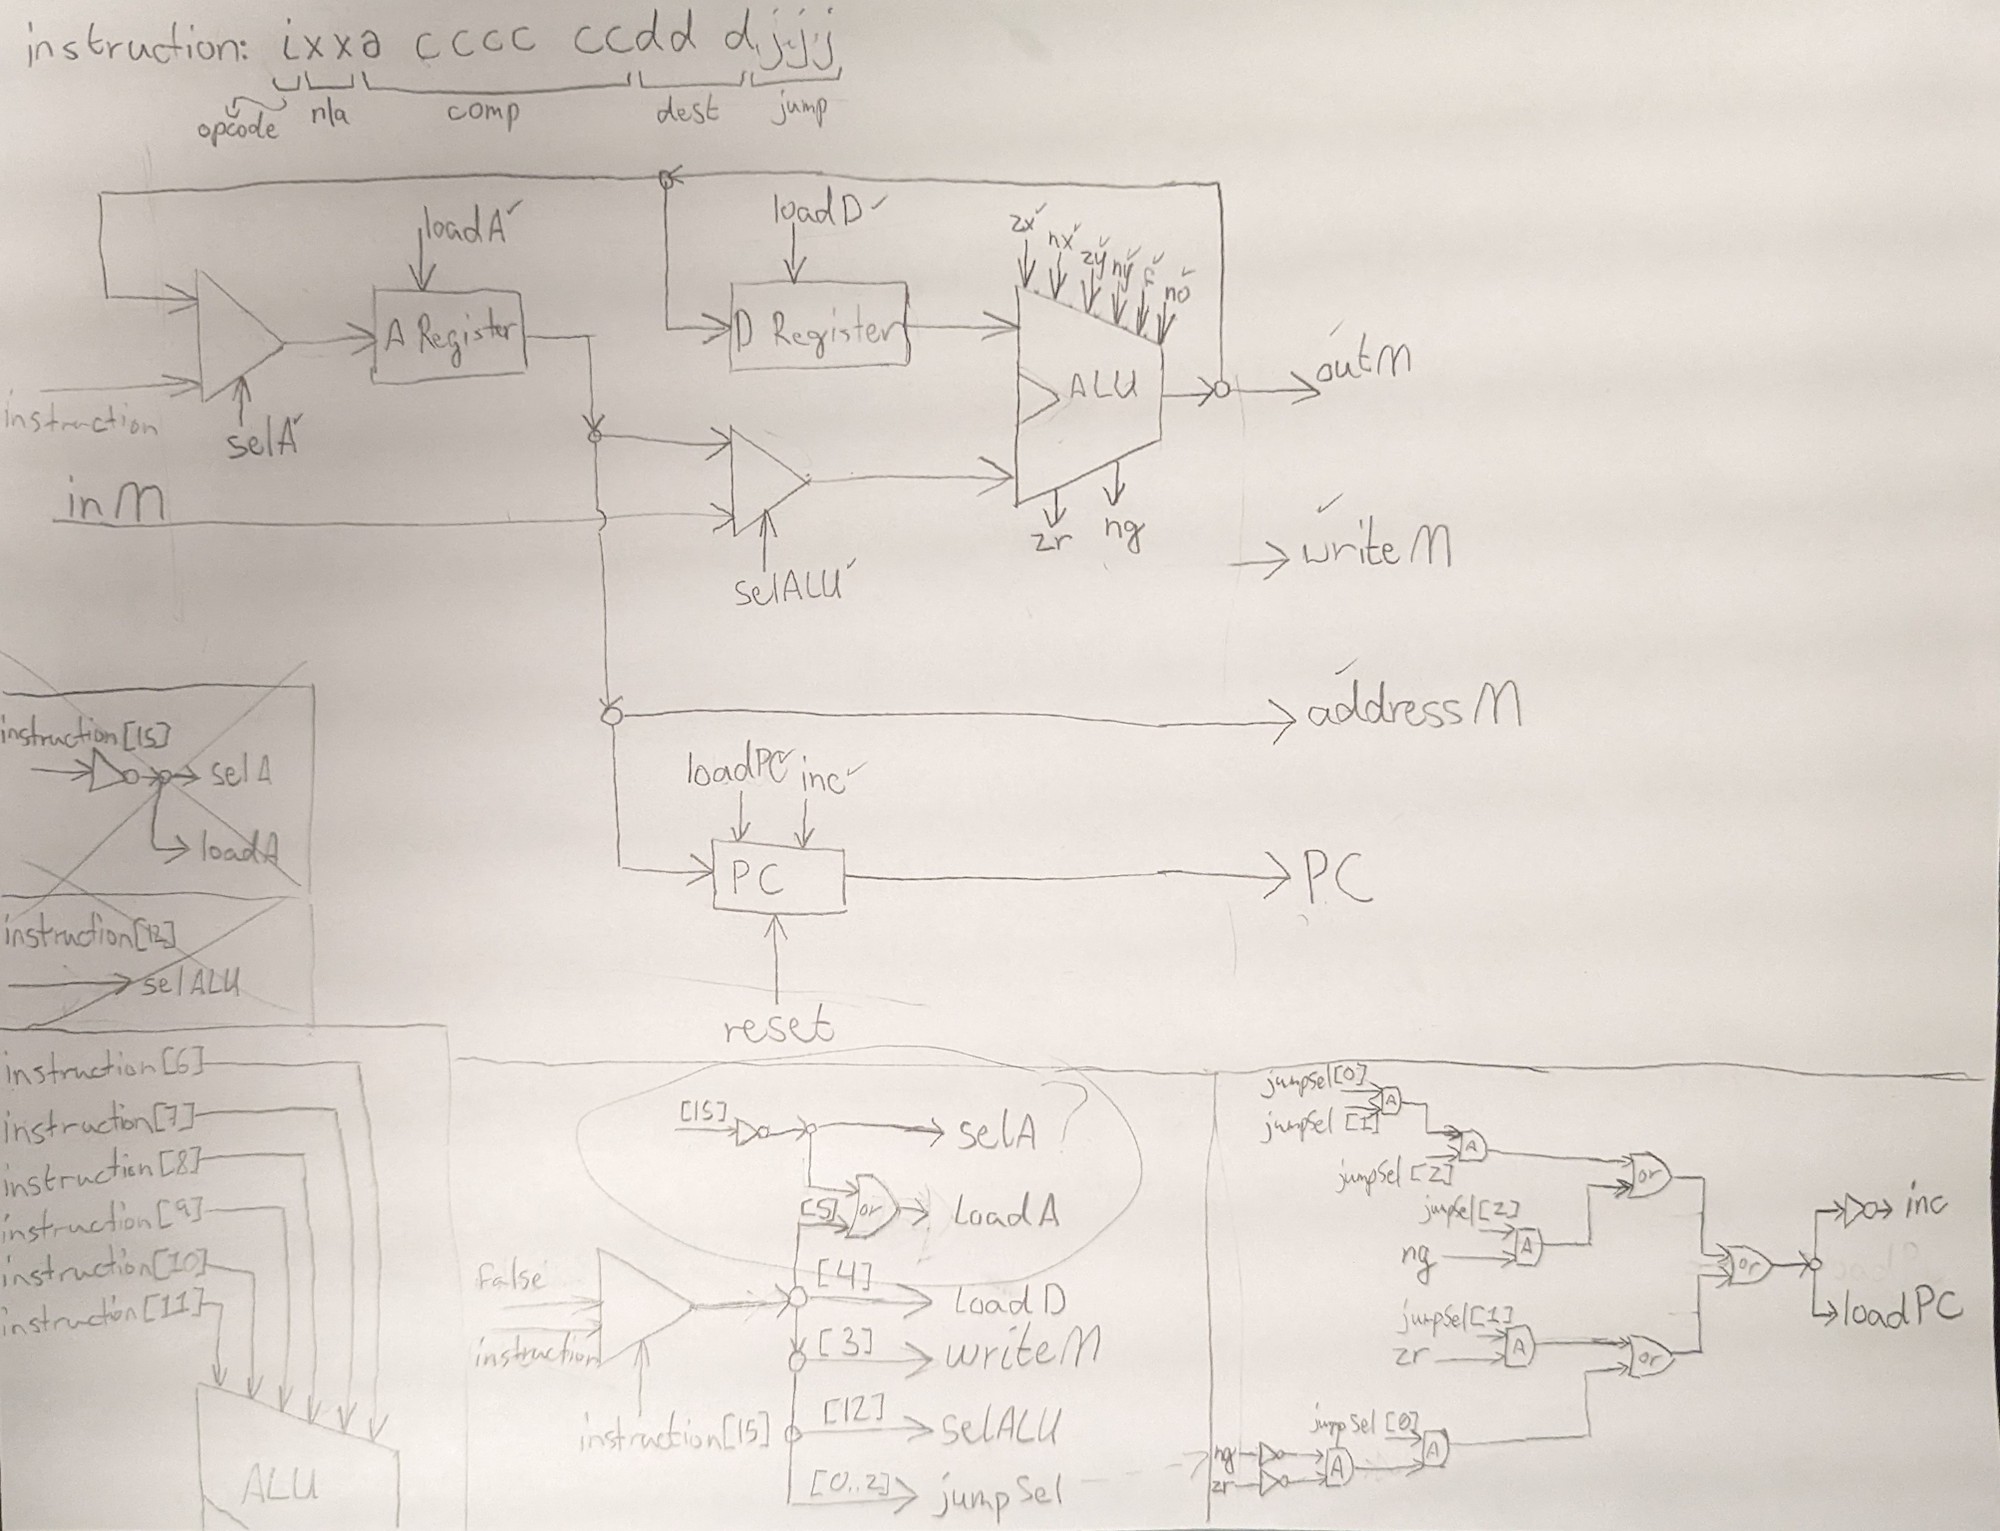 instruction: ixxa cccc ccdd djjj
opcode n/a comp dest jump
loadA
loadD
zx
nx
zy
ny
f
no
A Register
D Register
ALU
outM
instruction
selA
inM
selALU
zr
ng
writeM
addressM
loadPC
inc
PC
PC
reset
instruction[15]
selA
loadA
instruction[12]
selALU
instruction[6]
instruction[7]
instruction[8]
instruction[9]
instruction[10]
instruction[11]
ALU
[15]
selA
?
[5]
or
LoadA
false
instruction
instruction[15]
[4]
LoadD
[3]
writeM
[12]
selALU
[0..2]
jumpSel
jumpSel[0]
jumpSel[1]
A
jumpSel[2]
A
or
jumpSel[2]
ng
A
jumpSel[1]
zr
A
or
or
jumpSel[0]
ng
zr
A
A
inc
loadPC